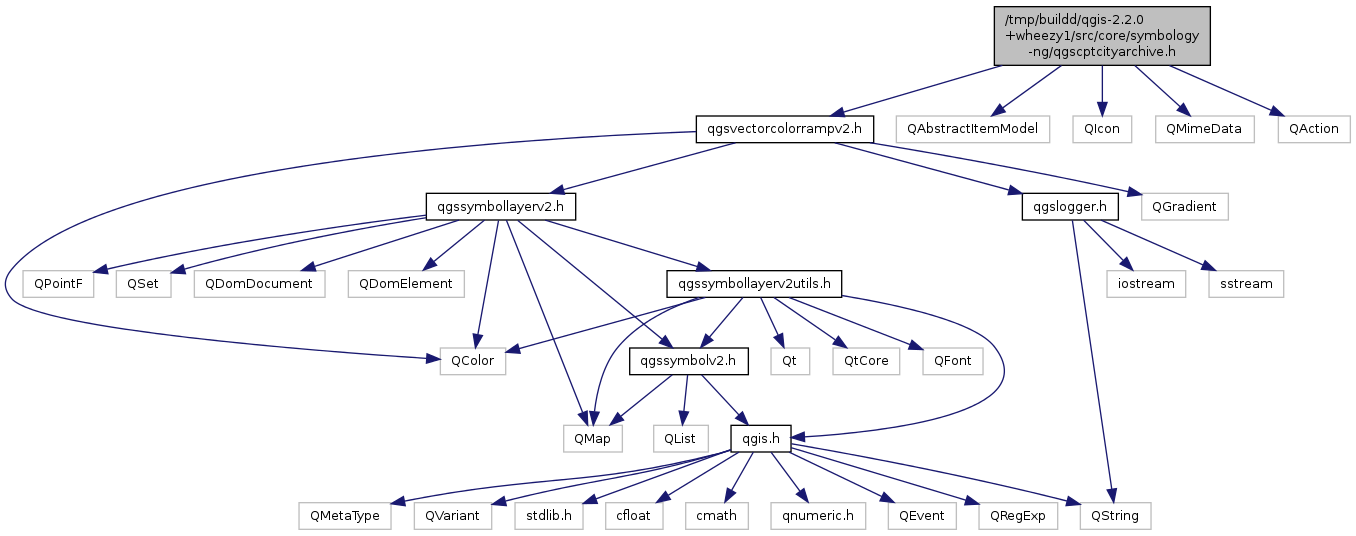 /tmp/buildd/qgis-2.2.0
+wheezy1/src/core/symbology
-ng/qgscptcityarchive.h
qgsvectorcolorrampv2.h
QAbstractItemModel
QIcon
QMimeData
QAction
qgssymbollayerv2.h
qgslogger.h
QGradient
QPointF
QSet
QDomDocument
QDomElement
qgssymbollayerv2utils.h
iostream
sstream
QColor
qgssymbolv2.h
Qt
QtCore
QFont
QMap
QList
qgis.h
QMetaType
QVariant
stdlib.h
cfloat
cmath
qnumeric.h
QEvent
QRegExp
QString